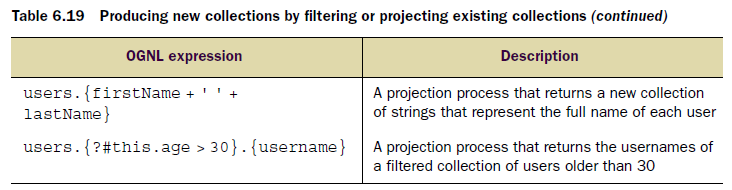 Table 6.19 Producing new collections by filtering or projecting existing collections (continued)
OGNL expression
Description
users.{firstName + ' ' +
lastName}
A projection process that returns a new collection
of strings that represent the full name of each user
users.{?#this.age > 30}.{username}
A projection process that returns the usernames of
a filtered collection of users older than 30